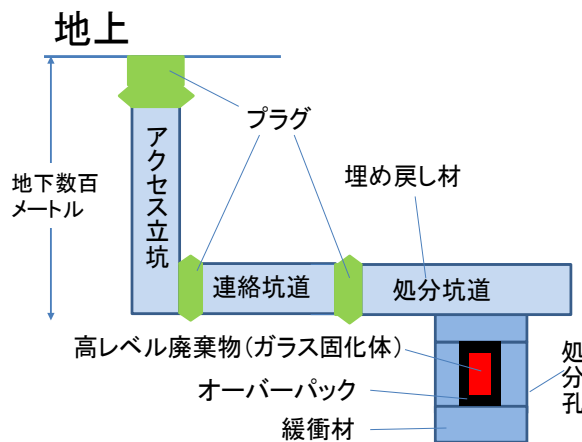 地上
プラグ
アクセス立坑
埋め戻し材
地下数百
メートル
連絡坑道
処分坑道
高レベル廃棄物(ガラス固化体)
処分孔
オーバーパック
緩衝材